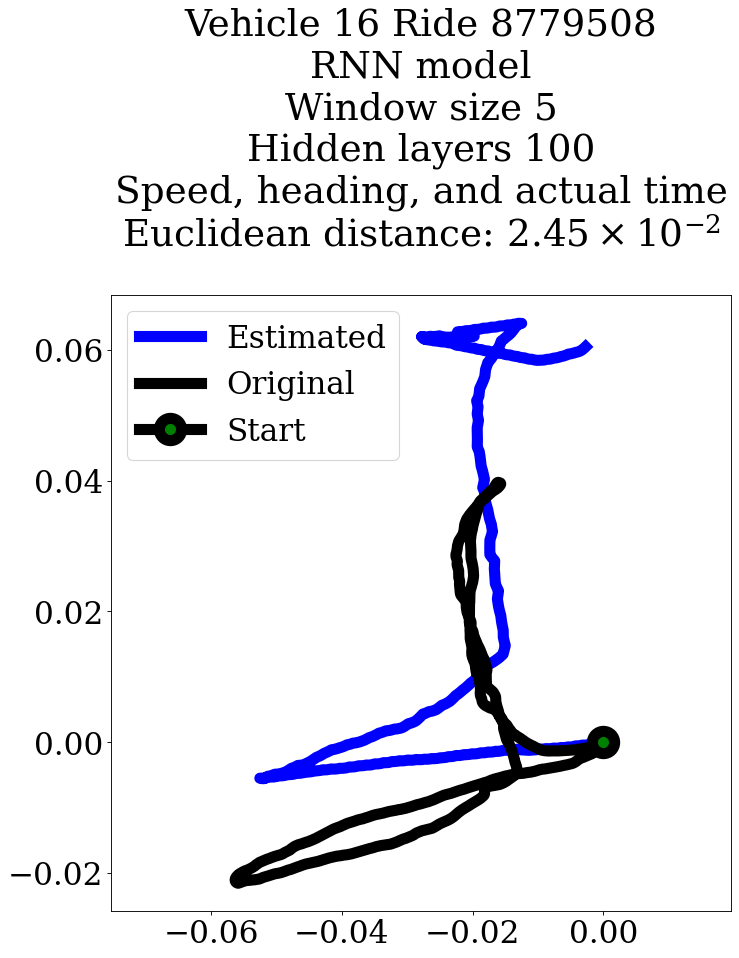 Vehicle 16 Ride 8779508
RNN model
Window size 5
Hidden layers 100
Speed, heading, and actual time
Euclidean distance: 2.45 × 10⁻²
Estimated
Original
Start
0.06
0.04
0.02
0.00
−0.02
−0.06 −0.04 −0.02 0.00